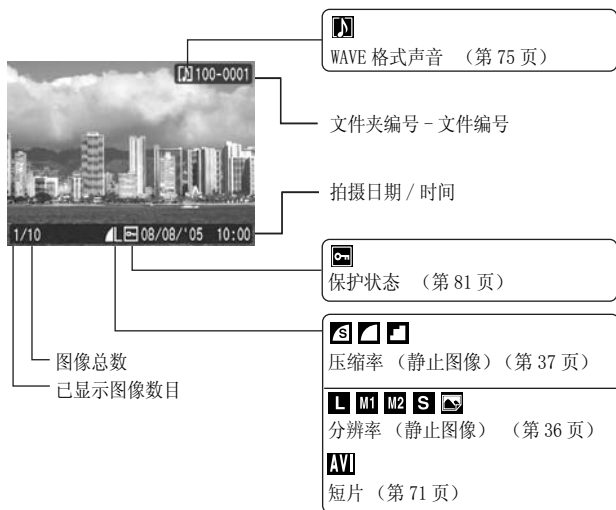 WAVE 格式声音 （第 75 页）
100-0001
文件夹编号－文件编号
拍摄日期 / 时间
1/10 L 08/08/'05 10:00
保护状态 （第 81 页）
S
压缩率 （静止图像）（第 37 页）
图像总数
已显示图像数目
L M1 M2 S
分辨率 （静止图像） （第 36 页）
AVI
短片 （第 71 页）